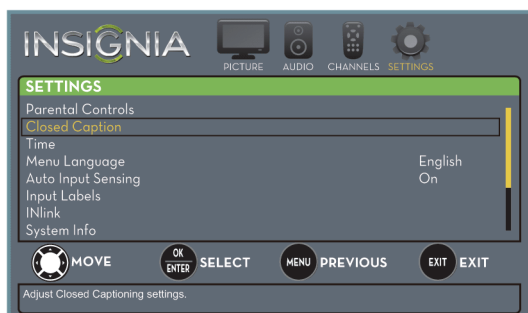 INSIGNIA
PICTURE AUDIO CHANNELS SETTINGS
SETTINGS
Parental Controls
Closed Caption
Time
Menu Language English
Auto Input Sensing On
Input Labels
INlink
System Info
MOVE OK ENTER SELECT MENU PREVIOUS EXIT EXIT
Adjust Closed Captioning settings.